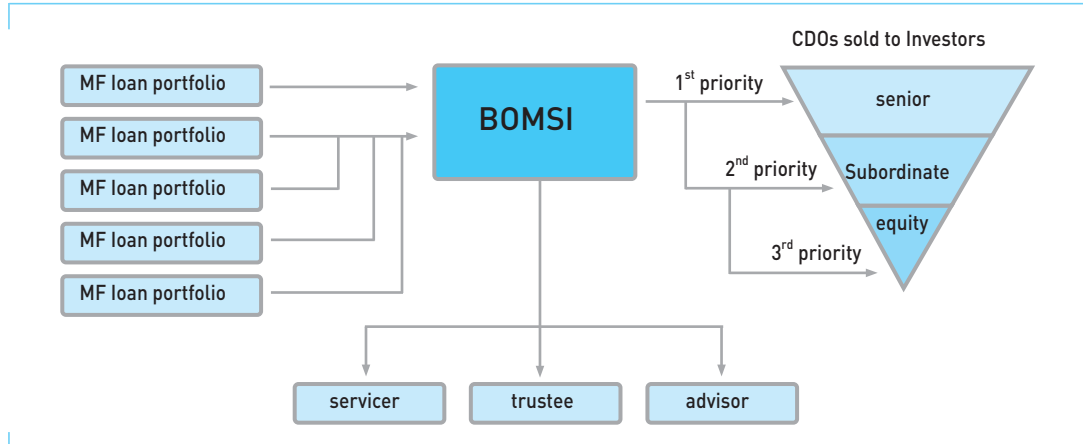 CDOs sold to Investors
MF loan portfolio
MF loan portfolio
MF loan portfolio
MF loan portfolio
MF loan portfolio
BOMSI
1st priority
2nd priority
3rd priority
senior
Subordinate
equity
servicer
trustee
advisor